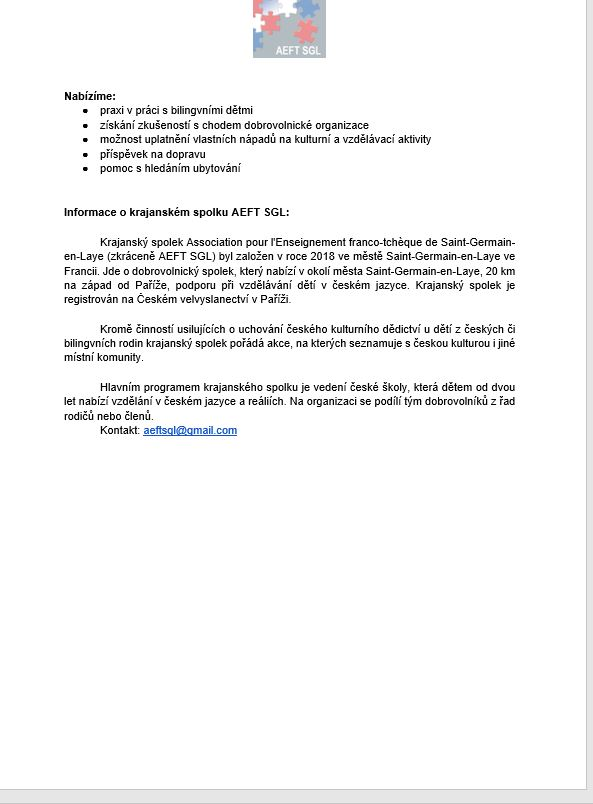 AEFT SGL
Nabízíme:
● praxi v práci s bilingvními dětmi
● získání zkušeností s chodem dobrovolnické organizace
● možnost uplatnění vlastních nápadů na kulturní a vzdělávací aktivity
● příspěvek na dopravu
● pomoc s hledáním ubytování
Informace o krajanském spolku AEFT SGL:
Krajanský spolek Association pour l'Enseignement franco-tchèque de Saint-Germain-
en-Laye (zkráceně AEFT SGL) byl založen v roce 2018 ve městě Saint-Germain-en-Laye ve
Francii. Jde o dobrovolnický spolek, který nabízí v okolí města Saint-Germain-en-Laye, 20 km
na západ od Paříže, podporu při vzdělávání dětí v českém jazyce. Krajanský spolek je
registrován na Českém velvyslanectví v Paříži.
Kromě činností usilujících o uchování českého kulturního dědictví u dětí z českých či
bilingvních rodin krajanský spolek pořádá akce, na kterých seznamuje s českou kulturou i jiné
místní komunity.
Hlavním programem krajanského spolku je vedení české školy, která dětem od dvou
let nabízí vzdělání v českém jazyce a reáliích. Na organizaci se podílí tým dobrovolníků z řad
rodičů nebo členů.
Kontakt: aeftsgl@gmail.com